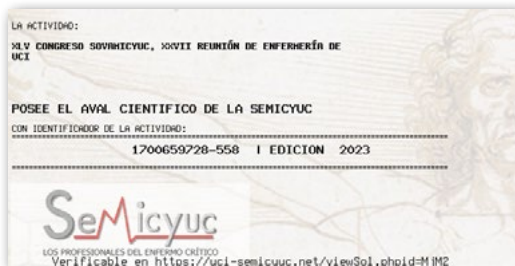 LA ACTIVIDAD:
XLV CONGRESO SOVAMICYUC, XXVII REUNIÓN DE ENFERMERÍA DE
UCI
POSEE EL AVAL CIENTIFICO DE LA SEMICYUC
CON IDENTIFICADOR DE LA ACTIVIDAD:
1700659728-558 I EDICION 2023
SeMicyuc
LOS PROFESIONALES DEL ENFERMO CRÍTICO
Verificable en https://uci-semicyuc.net/viewSol.phpid=MjM2